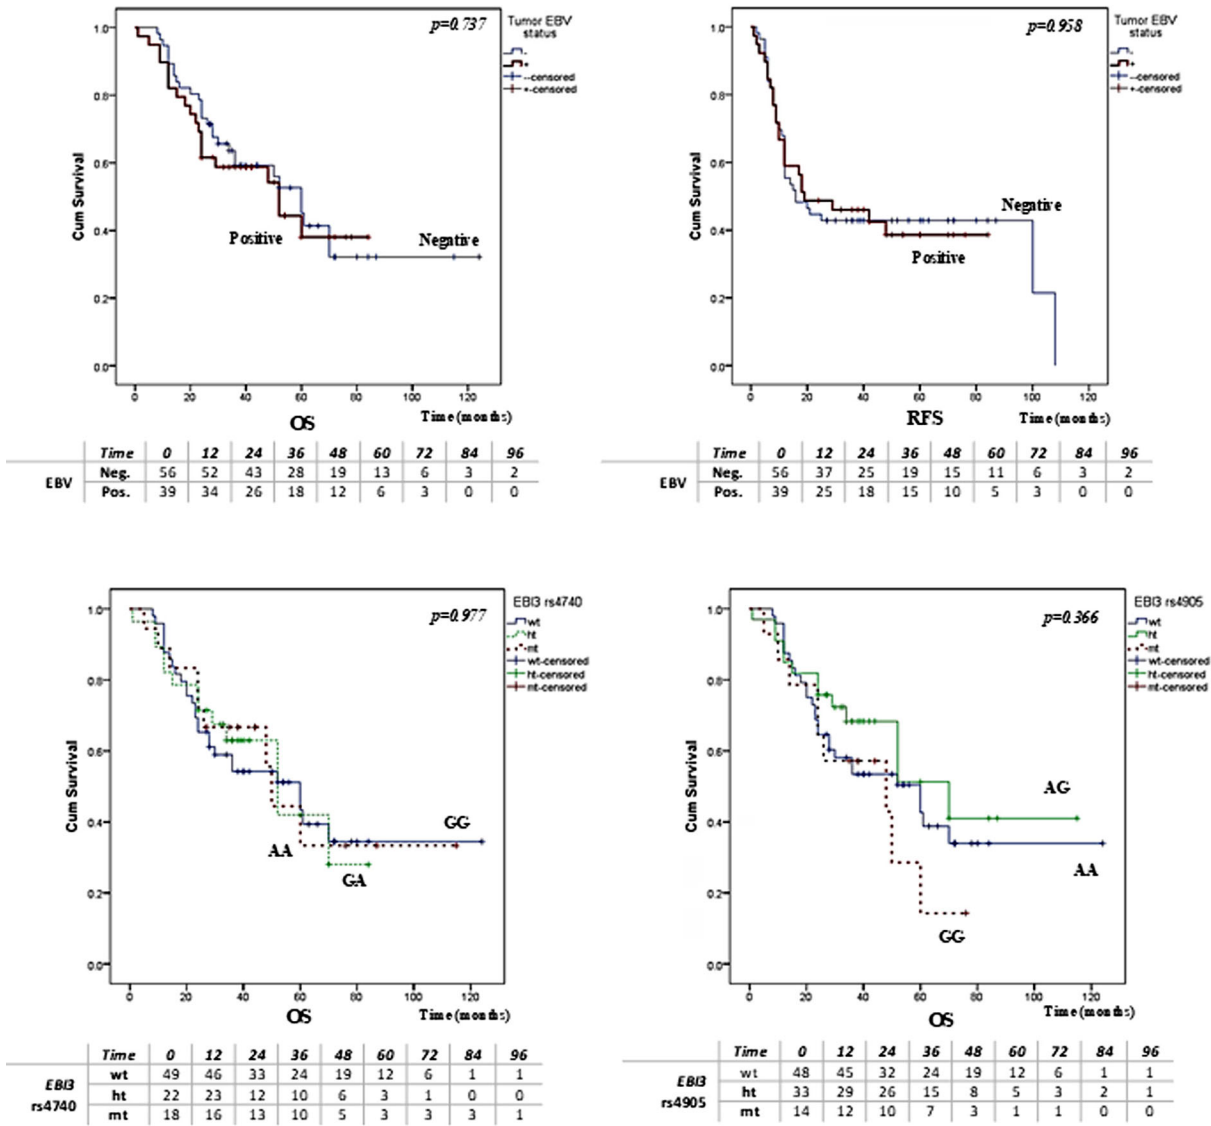 p=0.737
Tumor EBV
status
-
+
--censored
+-censored
Cum Survival
1.0
0.8
0.6
0.4
0.2
0.0
Positive
Negative
0 20 40 60 80 100 120
OS
Time (months)
Time 0 12 24 36 48 60 72 84 96
EBV
Neg. 56 52 43 28 19 13 6 3 2
Pos. 39 34 26 18 12 6 3 0 0
p=0.958
Tumor EBV
status
-
+
--censored
+-censored
Cum Survival
1.0
0.8
0.6
0.4
0.2
0.0
Negative
Positive
0 20 40 60 80 100 120
RFS
Time (months)
Time 0 12 24 36 48 60 72 84 96
EBV
Neg. 56 37 25 19 15 11 6 3 2
Pos. 39 25 18 15 10 5 3 0 0
p=0.977
EBI3 rs4740
wt
ht
mt
wt-censored
ht-censored
mt-censored
Cum Survival
1.0
0.8
0.6
0.4
0.2
0.0
GG
AA
GA
0 20 40 60 80 100 120
OS
Time (months)
Time 0 12 24 36 48 60 72 84 96
EBI3
rs4740
wt 49 46 33 24 19 12 6 1 1
ht 22 23 12 10 6 3 1 0 0
mt 18 16 13 10 5 3 3 3 1
p=0.366
EBI3 rs4905
wt
ht
mt
wt-censored
ht-censored
mt-censored
Cum Survival
1.0
0.8
0.6
0.4
0.2
0.0
AG
AA
GG
0 20 40 60 80 100 120
OS
Time (months)
Time 0 12 24 36 48 60 72 84 96
EBI3
rs4905
wt 48 45 32 24 19 12 6 1 1
ht 33 29 26 15 8 5 3 2 1
mt 14 12 10 7 3 1 1 0 0